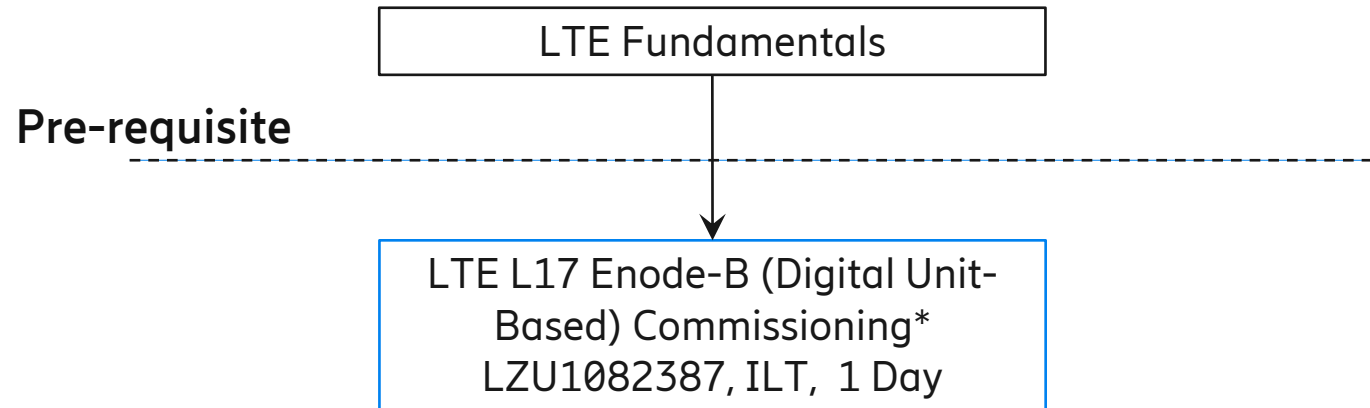 LTE Fundamentals
Pre-requisite
LTE L17 Enode-B (Digital Unit-
Based) Commissioning*
LZU1082387, ILT, 1 Day